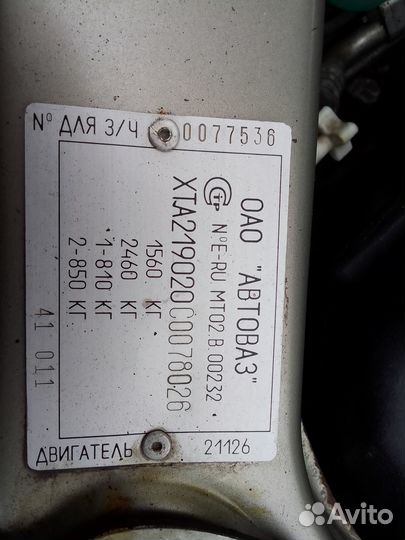 № ДЛЯ З/Ч 0077536
ОАО "АВТОВАЗ"
№E-RU MT02.B.00232
XTA219020C0078026
1560 КГ
2460 КГ
1-810 КГ
2-850 КГ
41 011
ДВИГАТЕЛЬ 21126
Avito